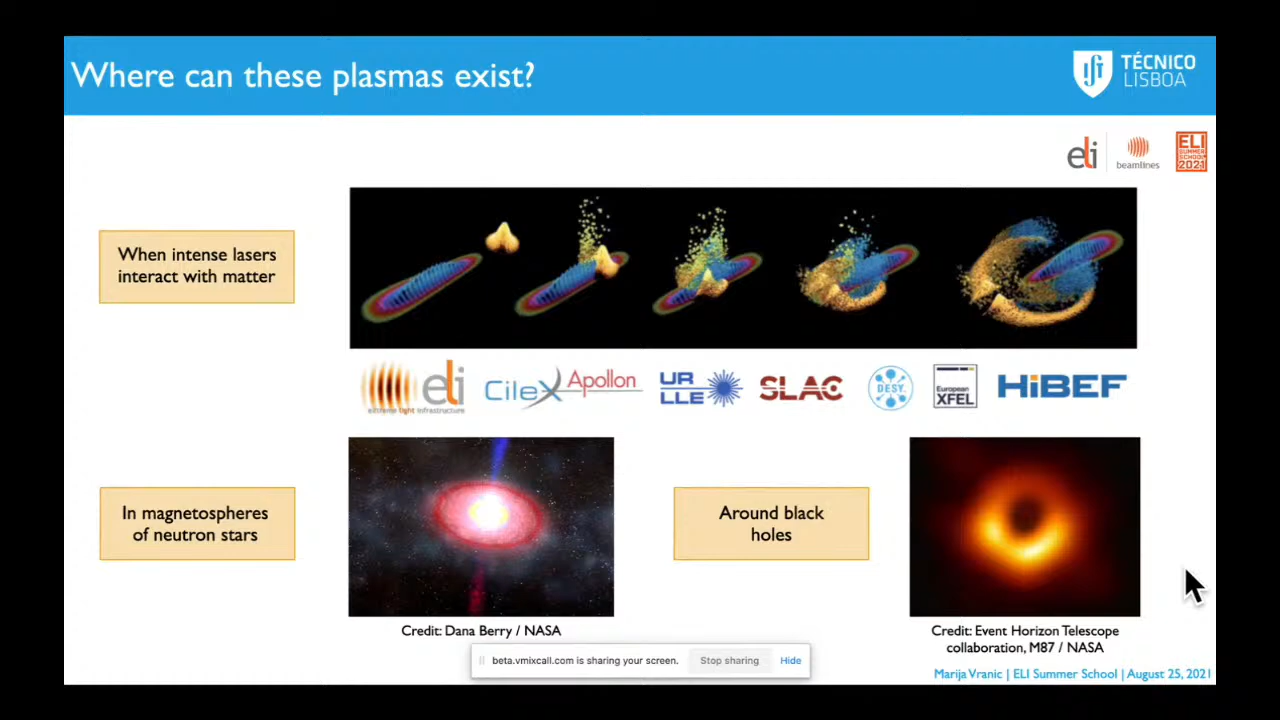 Where can these plasmas exist?
TÉCNICO
LISBOA
eli
beamlines
ELI
SUMMER
SCHOOL
2021
When intense lasers
interact with matter
eli
extreme light infrastructure
CileX Apollon
UR
LLE
SLAC
DESY.
European
XFEL
HiBEF
In magnetospheres
of neutron stars
Around black
holes
Credit: Dana Berry / NASA
Credit: Event Horizon Telescope
collaboration, M87 / NASA
beta.vmixcall.com is sharing your screen.
Stop sharing
Hide
Marija Vranic | ELI Summer School | August 25, 2021